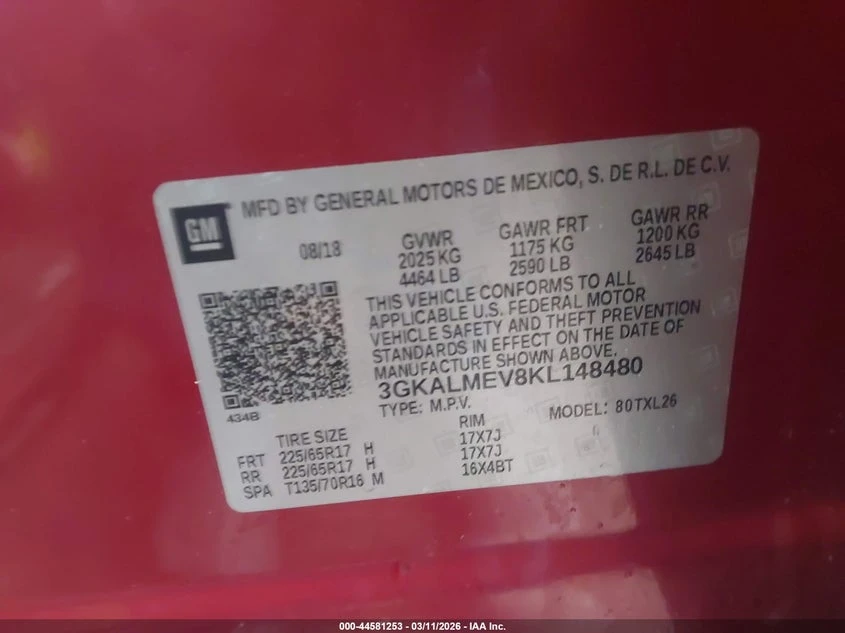 GM
MFD BY GENERAL MOTORS DE MEXICO, S. DE R.L. DE C.V.
08/18
GVWR
2025 KG
4464 LB
GAWR FRT
1175 KG
2590 LB
GAWR RR
1200 KG
2645 LB
THIS VEHICLE CONFORMS TO ALL
APPLICABLE U.S. FEDERAL MOTOR
VEHICLE SAFETY AND THEFT PREVENTION
STANDARDS IN EFFECT ON THE DATE OF
MANUFACTURE SHOWN ABOVE.
3GKALMEV8KL148480
TYPE: M.P.V. MODEL: 80TXL26
434B
TIRE SIZE RIM
FRT 225/65R17 H 17X7J
RR 225/65R17 H 17X7J
SPA T135/70R16 M 16X4BT
000-44581253 | 03/11/2026 | IAA Inc.